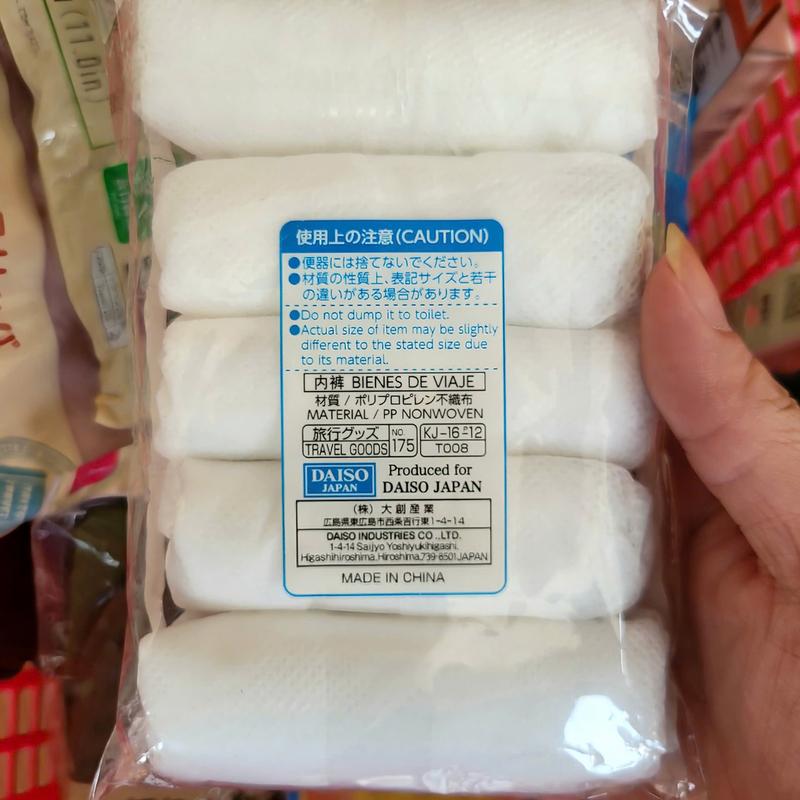 (11.0in)
使用上の注意(CAUTION)
●便器には捨てないでください。
●材質の性質上、表記サイズと若干
の違いがある場合があります。
●Do not dump it to toilet.
●Actual size of item may be slightly
different to the stated size due
to its material.
内裤 BIENES DE VIAJE
材質 / ポリプロピレン不織布
MATERIAL / PP NONWOVEN
旅行グッズ
TRAVEL GOODS
NO.
175
KJ-16 P12
T008
DAISO
JAPAN
Produced for
DAISO JAPAN
(株) 大創産業
広島県東広島市西条吉行東1-4-14
DAISO INDUSTRIES CO.,LTD.
1-4-14 Saijyo Yoshiyukihigashi,
Higashihiroshima,Hiroshima,739-8501JAPAN
MADE IN CHINA